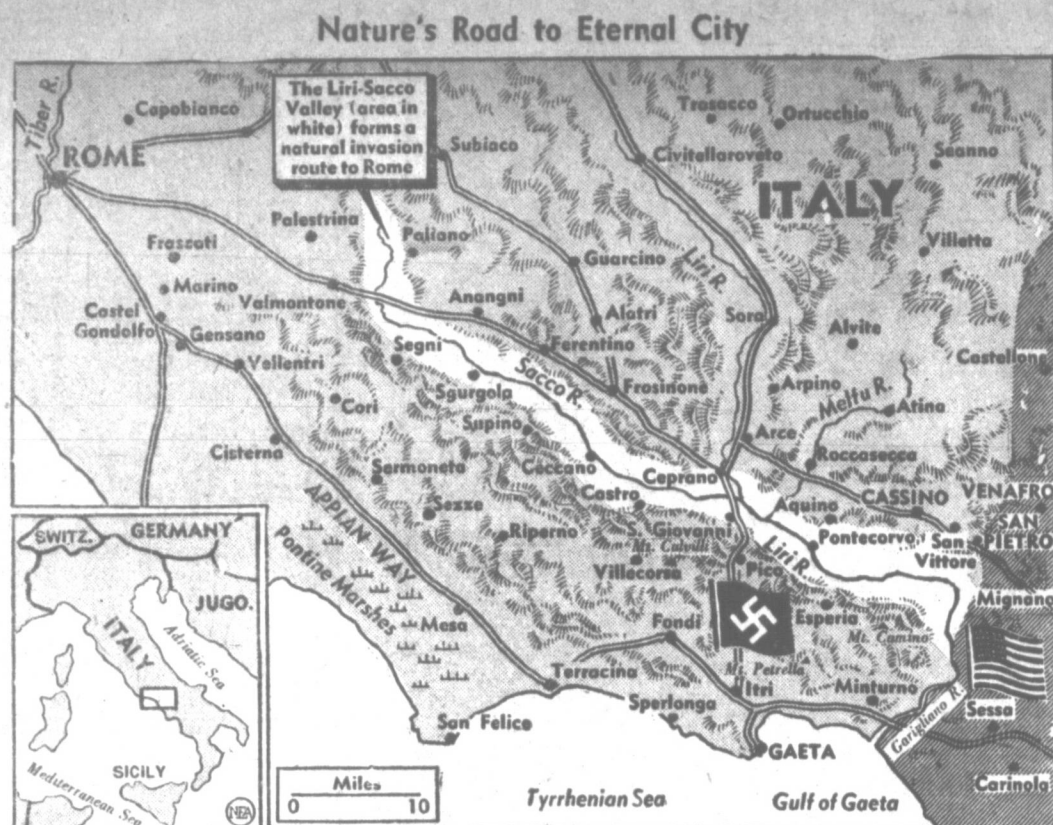 Nature's Road to Eternal City
The Liri-Sacco
Valley (area in
white) forms a
natural invasion
route to Rome
Tiber R.
Capobianco
ROME
Subiaco
Trosacco
Ortucchio
Civitellaroveto
Scanno
ITALY
Palestrina
Paliano
Frascati
Guarcino
Liri R.
Villetta
Marino
Valmontone
Anangni
Alatri
Sora
Castel
Gondolfo
Gensano
Alvite
Vellentri
Segni
Ferentino
Castellone
Sgurgola
Sacco R.
Frosinone
Arpino
Melfu R.
Atina
Cori
Supino
Arce
Cisterna
Sermoneta
Ceccano
Ceprano
Roccasecca
CASSINO
VENAFRO
APPIAN WAY
Sezze
Castro
Aquino
SAN
PIETRO
Pontine Marshes
Riperno
S. Giovanni
Pontecorvo
San
Vittore
Mt. Calvilli
Liri R.
Villecorsa
Pico
Mignano
Mesa
Fondi
Esperia
Mt. Camino
Mt. Petrella
Terracina
Itri
Minturno
Garigliano R.
Sessa
San Felice
Sperlonga
GAETA
Carinola
Tyrrhenian Sea
Gulf of Gaeta
Miles
0 10
SWITZ.
GERMANY
JUGO.
ITALY
Adriatic Sea
SICILY
Mediterranean Sea
NEA